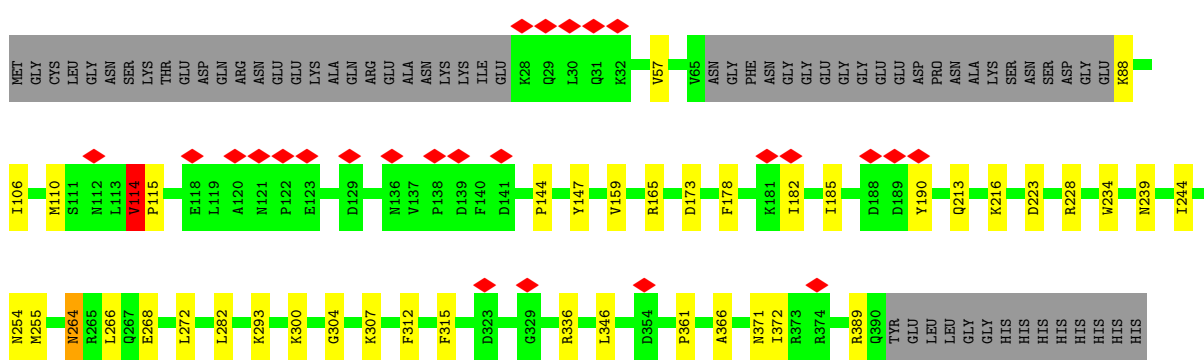 MET GLY CYS LEU GLY ASN SER LYS THR GLU ASP GLN ARG ASN GLU GLU LYS ALA GLN ARG GLU ALA ASN LYS LYS ILE GLU K28 Q29 L30 Q31 K32 V57 V65 ASN GLY PHE ASN GLY GLY GLU GLY GLY GLU GLU ASP PRO ASN ALA LYS SER ASN SER ASP GLY GLU K88
I106 M110 S111 N112 L113 V114 P115 E118 L119 A120 N121 P122 E123 D129 N136 V137 P138 D139 F140 D141 P144 Y147 V159 R165 D173 F178 K181 I182 I185 D188 D189 Y190 Q213 K216 D223 R228 W234 N239 I244
N254 M255 N264 R265 L266 Q267 E268 L272 L282 K293 K300 G304 K307 F312 F315 D323 G329 R336 L346 D354 P361 A366 N371 I372 R373 R374 R389 Q390 TYR GLU LEU LEU GLY GLY HIS HIS HIS HIS HIS HIS HIS HIS